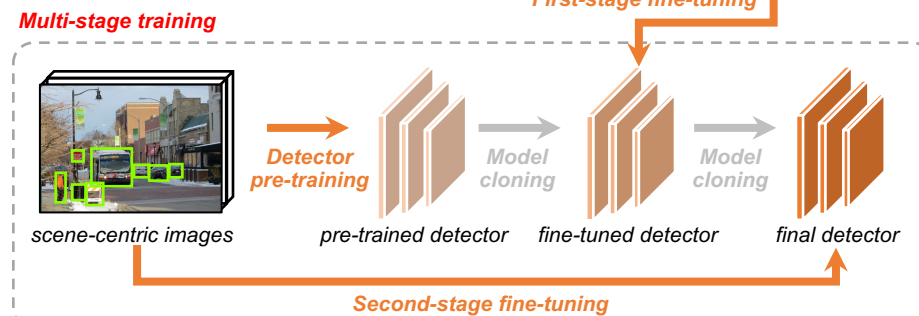 First-stage fine-tuning
Multi-stage training
Detector
pre-training
Model
cloning
Model
cloning
scene-centric images
pre-trained detector
fine-tuned detector
final detector
Second-stage fine-tuning